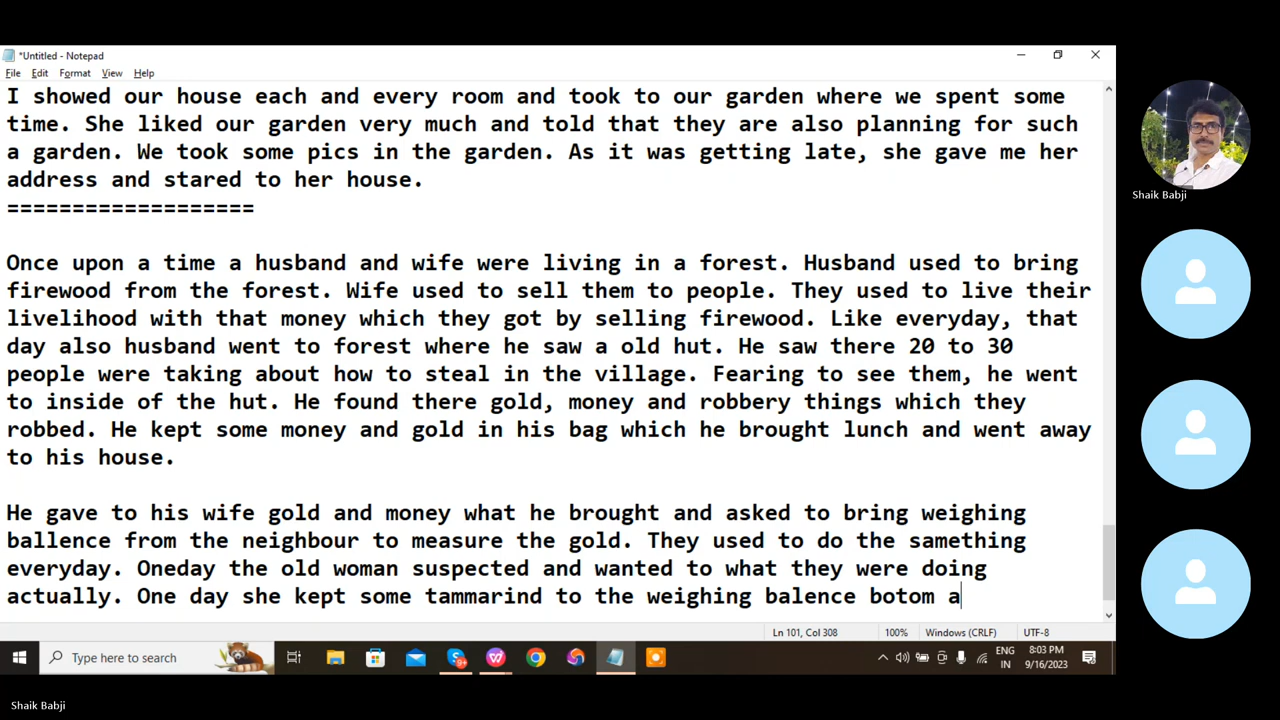 *Untitled - Notepad
File Edit Format View Help
I showed our house each and every room and took to our garden where we spent some
time. She liked our garden very much and told that they are also planning for such
a garden. We took some pics in the garden. As it was getting late, she gave me her
address and stared to her house.
===================
Once upon a time a husband and wife were living in a forest. Husband used to bring
firewood from the forest. Wife used to sell them to people. They used to live their
livelihood with that money which they got by selling firewood. Like everyday, that
day also husband went to forest where he saw a old hut. He saw there 20 to 30
people were taking about how to steal in the village. Fearing to see them, he went
to inside of the hut. He found there gold, money and robbery things which they
robbed. He kept some money and gold in his bag which he brought lunch and went away
to his house.
He gave to his wife gold and money what he brought and asked to bring weighing
ballence from the neighbour to measure the gold. They used to do the samething
everyday. Oneday the old woman suspected and wanted to what they were doing
actually. One day she kept some tammarind to the weighing balence botom a
Ln 101, Col 308 100% Windows (CRLF) UTF-8
Type here to search
ENG
IN
8:03 PM
9/16/2023
Shaik Babji
Shaik Babji